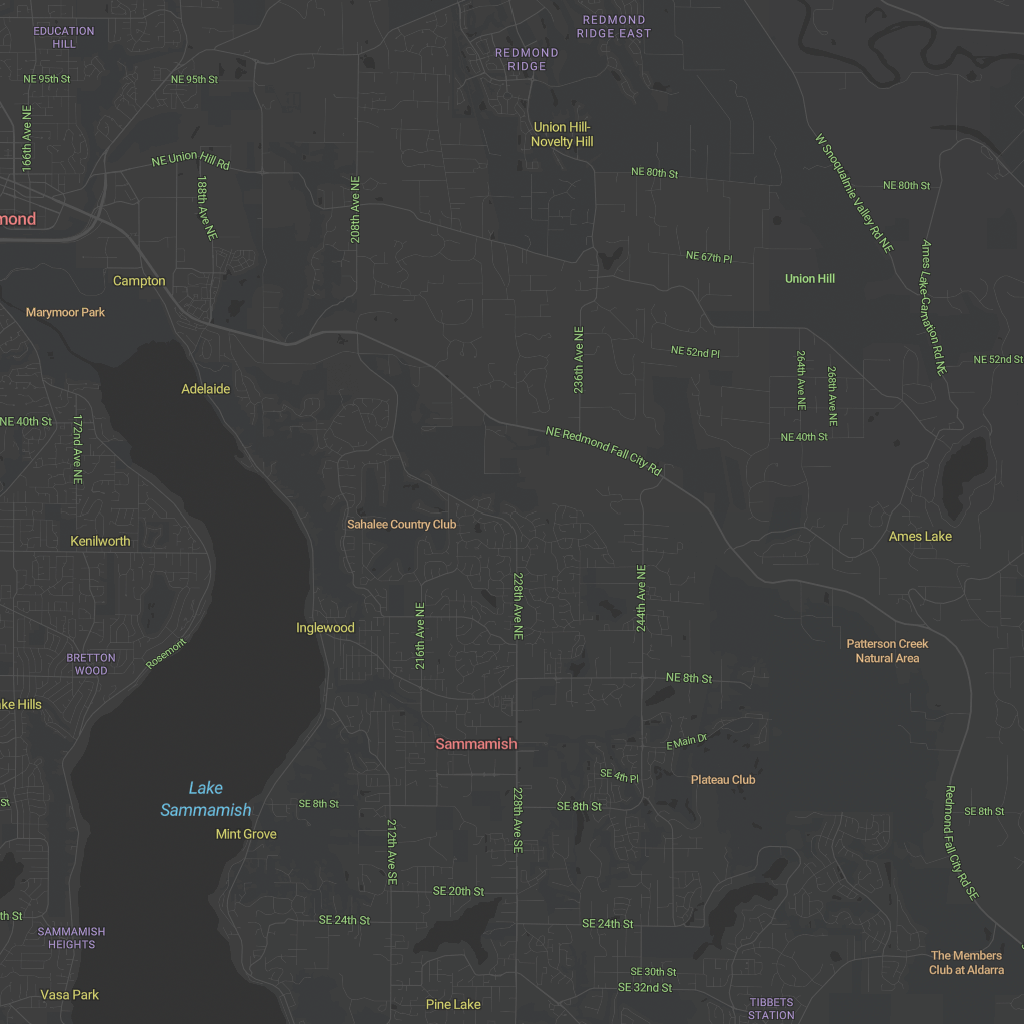 REDMOND
RIDGE EAST
EDUCATION
HILL
REDMOND
RIDGE
NE 95th St
NE 95th St
166th Ave NE
Union Hill-
Novelty Hill
NE Union Hill Rd
W Snoqualmie Valley Rd NE
NE 80th St
NE 80th St
188th Ave NE
208th Ave NE
mond
NE 67th Pl
Ames Lake-Carnation Rd NE
Campton
Union Hill
Marymoor Park
236th Ave NE
NE 52nd Pl
NE 52nd St
264th Ave NE
268th Ave NE
Adelaide
NE 40th St
172nd Ave NE
NE 40th St
NE Redmond Fall City Rd
Sahalee Country Club
Ames Lake
Kenilworth
228th Ave NE
244th Ave NE
216th Ave NE
Inglewood
Rosemont
Patterson Creek
Natural Area
BRETTON
WOOD
NE 8th St
ke Hills
Sammamish
E Main Dr
SE 4th Pl
Plateau Club
Lake
Sammamish
St
SE 8th St
SE 8th St
SE 8th St
228th Ave SE
Redmond Fall City Rd SE
Mint Grove
212th Ave SE
SE 20th St
th St
SE 24th St
SE 24th St
SAMMAMISH
HEIGHTS
The Members
Club at Aldarra
SE 30th St
SE 32nd St
Vasa Park
Pine Lake
TIBBETS
STATION